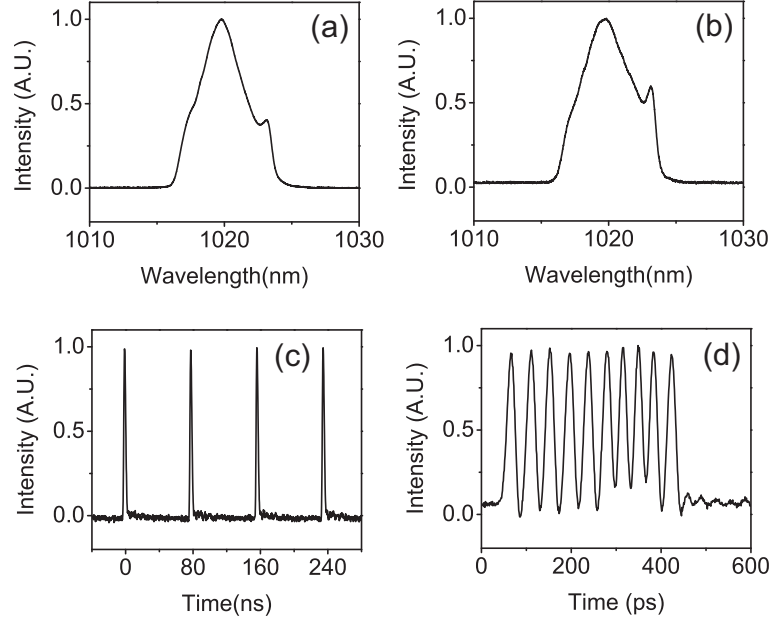 (a)
1.0
0.5
0.0
Intensity (A.U.)
1010 1020 1030
Wavelength(nm)
(b)
1.0
0.5
0.0
Intensity (A.U.)
1010 1020 1030
Wavelength(nm)
(c)
1.0
0.5
0.0
Intensity (A.U.)
0 80 160 240
Time(ns)
(d)
1.0
0.5
0.0
Intensity (A.U.)
0 200 400 600
Time (ps)